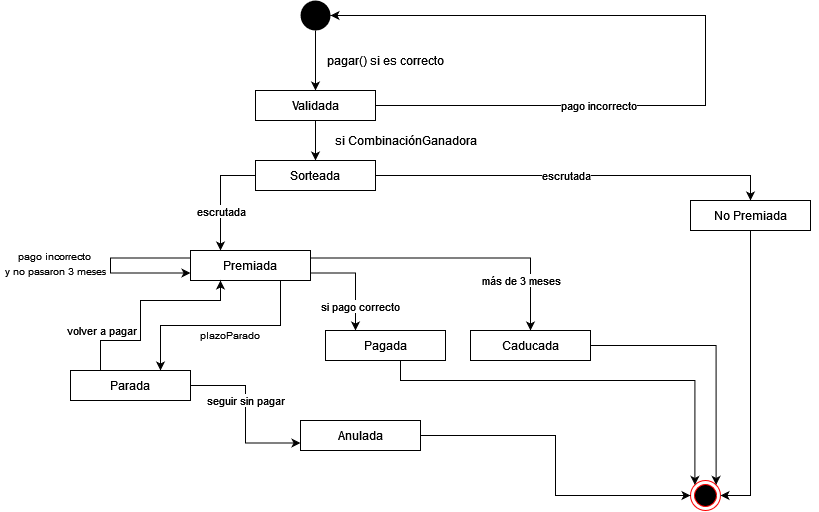 pagar() si es correcto
Validada
pago incorrecto
si CombinaciónGanadora
Sorteada
escrutada
escrutada
No Premiada
pago incorrecto
y no pasaron 3 meses
Premiada
más de 3 meses
si pago correcto
volver a pagar
plazoParado
Pagada
Caducada
Parada
seguir sin pagar
Anulada